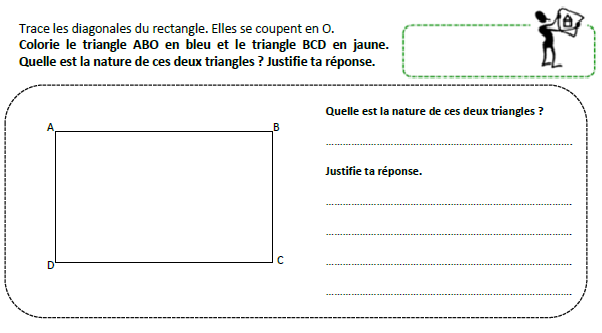 Trace les diagonales du rectangle. Elles se coupent en O.
Colorie le triangle ABO en bleu et le triangle BCD en jaune.
Quelle est la nature de ces deux triangles ? Justifie ta réponse.
Quelle est la nature de ces deux triangles ?
A
B
Justifie ta réponse.
D
C